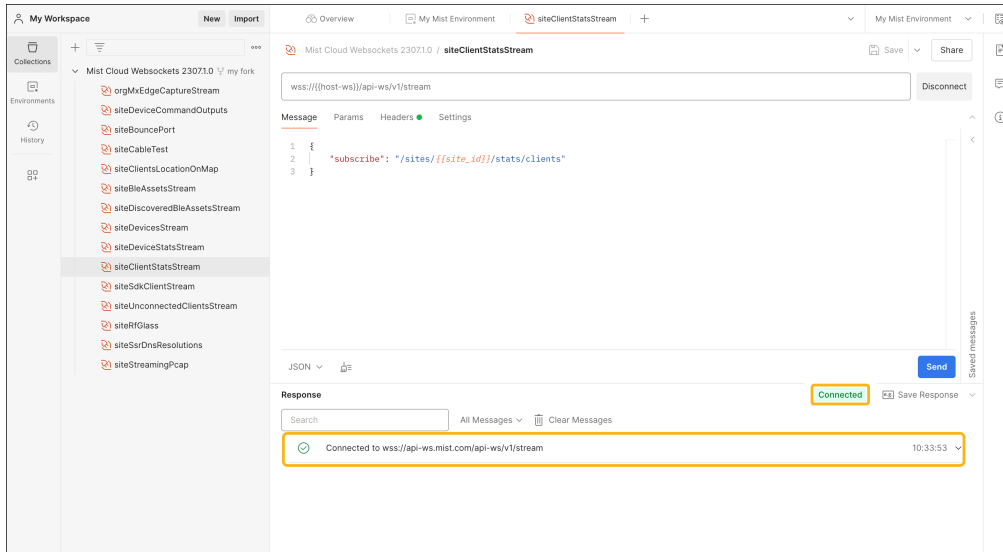 My Workspace
New
Import
Overview
My Mist Environment
siteClientStatsStream
My Mist Environment
Collections
Environments
History
Mist Cloud Websockets 2307.1.0 my fork
orgMxEdgeCaptureStream
siteDeviceCommandOutputs
siteBouncePort
siteCableTest
siteClientsLocationOnMap
siteBleAssetsStream
siteDiscoveredBleAssetsStream
siteDevicesStream
siteDeviceStatsStream
siteClientStatsStream
siteSdkClientStream
siteUnconnectedClientsStream
siteRfGlass
siteSsrDnsResolutions
siteStreamingPcap
Mist Cloud Websockets 2307.1.0 / siteClientStatsStream
Save
Share
wss://{{host-ws}}/api-ws/v1/stream
Disconnect
Message
Params
Headers
Settings
1 {
2 "subscribe": "/sites/{{site_id}}/stats/clients"
3 }
Saved messages
JSON
Send
Response
Connected
Save Response
Search
All Messages
Clear Messages
Connected to wss://api-ws.mist.com/api-ws/v1/stream
10:33:53